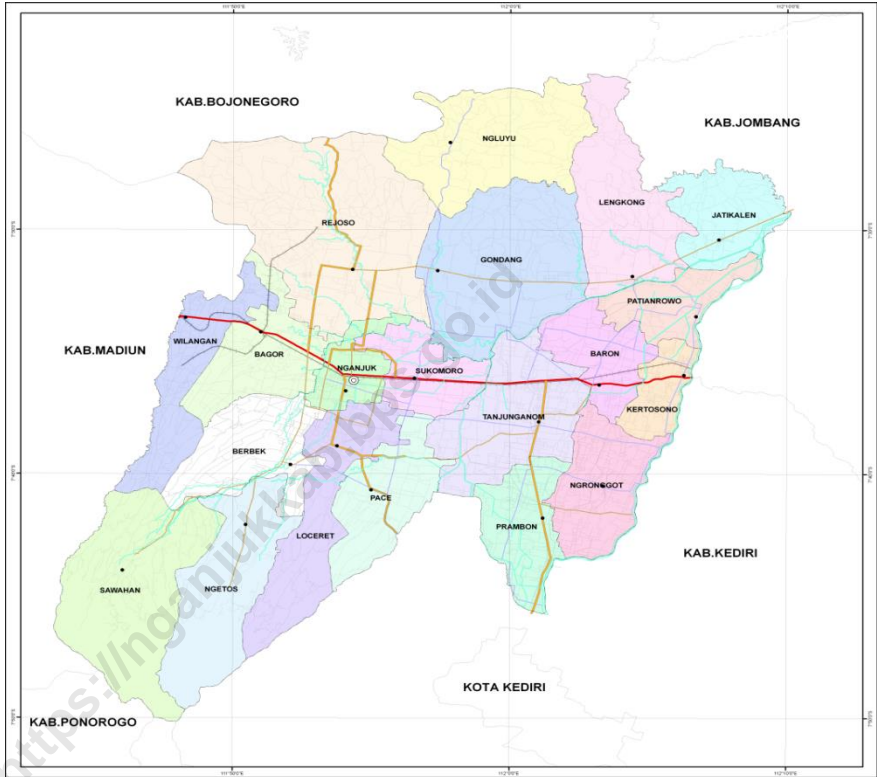 KAB.BOJONEGORO
KAB.JOMBANG
NGLUYU
LENGKONG
JATIKALEN
REJOSO
GONDANG
PATIANROWO
WILANGAN
KAB.MADIUN
BAGOR
NGANJUK
SUKOMORO
BARON
TANJUNGANOM
KERTOSONO
BERBEK
NGRONGGOT
PACE
PRAMBON
LOCERET
KAB.KEDIRI
SAWAHAN
NGETOS
KOTA KEDIRI
KAB.PONOROGO
https://nganjukkab.bps.go.id